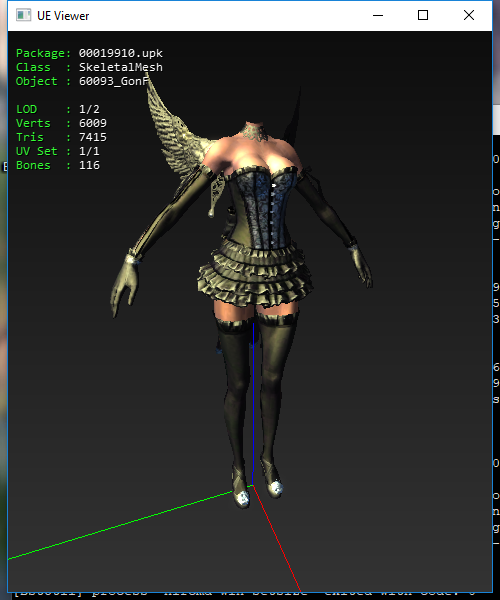 UE Viewer
Package: 00019910.upk
Class : SkeletalMesh
Object : 60093_GonF
LOD : 1/2
Verts : 6009
Tris : 7415
UV Set : 1/1
Bones : 116